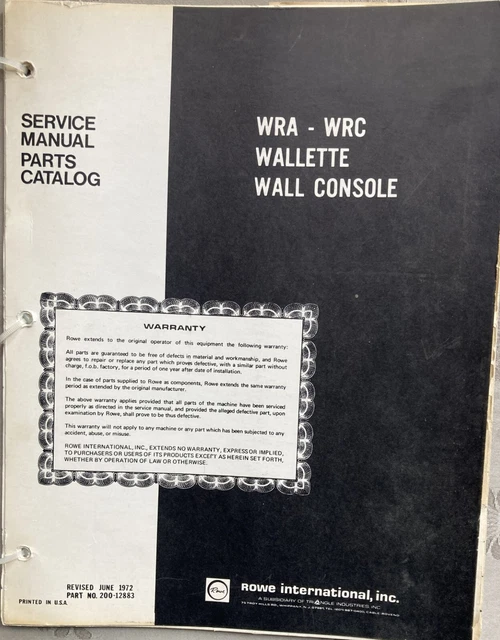 SERVICE
MANUAL
PARTS
CATALOG
WRA - WRC
WALLETTE
WALL CONSOLE
WARRANTY
Rowe extends to the original operator of this equipment the following warranty:
All parts are guaranteed to be free of defects in material and workmanship, and Rowe
agrees to repair or replace any part which proves defective, with a similar part without
charge, f.o.b. factory, for a period of one year after date of installation.
In the case of parts supplied to Rowe as components, Rowe extends the same warranty
period as extended by the original manufacturer.
The above warranty applies provided that all parts of the machine have been serviced
properly as directed in the service manual, and provided the alleged defective part, upon
examination by Rowe, shall prove to be thus defective.
This warranty will not apply to any machine or any part which has been subjected to any
accident, abuse, or misuse.
ROWE INTERNATIONAL, INC., EXTENDS NO WARRANTY, EXPRESS OR IMPLIED,
TO PURCHASERS OR USERS OF ITS PRODUCTS EXCEPT AS HEREIN SET FORTH,
WHETHER BY OPERATION OF LAW OR OTHERWISE.
REVISED JUNE 1972
PART NO. 200-12883
PRINTED IN U.S.A.
Rowe
Rowe international, inc.
A SUBSIDIARY OF TRIANGLE INDUSTRIES, INC.